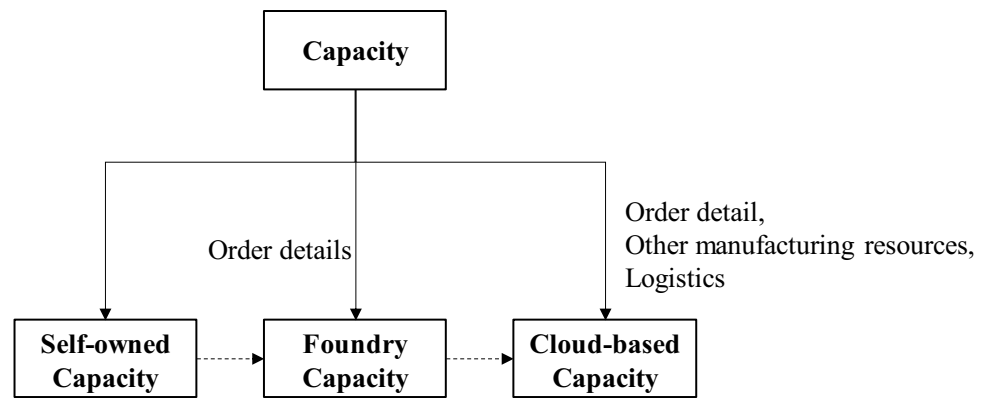 Capacity
Order details
Order detail,
Other manufacturing resources,
Logistics
Self-owned
Capacity
Foundry
Capacity
Cloud-based
Capacity